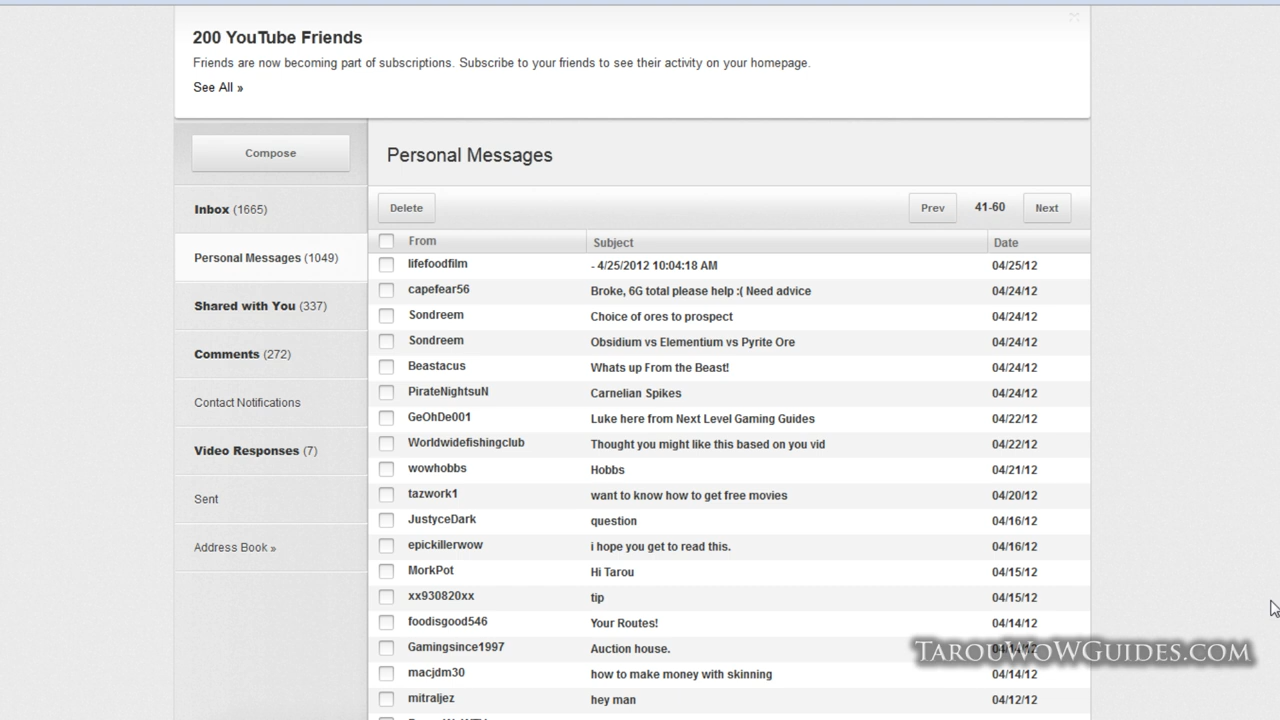 200 YouTube Friends
Friends are now becoming part of subscriptions. Subscribe to your friends to see their activity on your homepage.
See All »
Compose
Personal Messages
Inbox (1665)
Delete
Prev
41-60
Next
From Subject Date
Personal Messages (1049)
Shared with You (337)
Comments (272)
Contact Notifications
Video Responses (7)
Sent
Address Book »
lifefoodfilm - 4/25/2012 10:04:18 AM 04/25/12
capefear56 Broke, 6G total please help :( Need advice 04/24/12
Sondreem Choice of ores to prospect 04/24/12
Sondreem Obsidium vs Elementium vs Pyrite Ore 04/24/12
Beastacus Whats up From the Beast! 04/24/12
PirateNightsuN Carnelian Spikes 04/24/12
GeOhDe001 Luke here from Next Level Gaming Guides 04/22/12
Worldwidefishingclub Thought you might like this based on you vid 04/22/12
wowhobbs Hobbs 04/21/12
tazwork1 want to know how to get free movies 04/20/12
JustyceDark question 04/16/12
epickillerwow i hope you get to read this. 04/16/12
MorkPot Hi Tarou 04/15/12
xx930820xx tip 04/15/12
foodisgood546 Your Routes! 04/14/12
Gamingsince1997 Auction house.
TarouWoWGuides.com
macjdm30 how to make money with skinning 04/14/12
mitraljez hey man 04/12/12